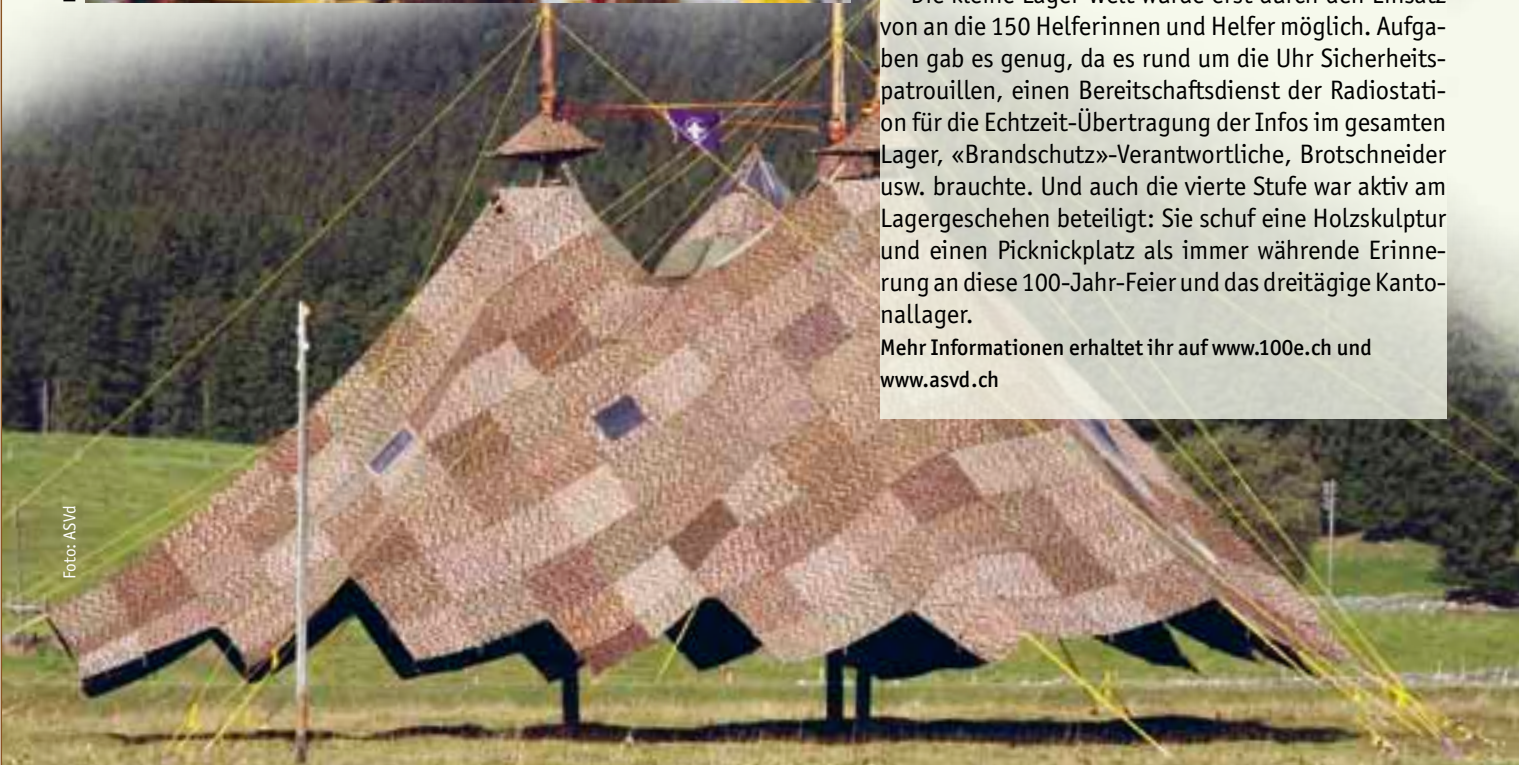 Die kleine Lager-Welt wurde erst durch den Einsatz
von an die 150 Helferinnen und Helfer möglich. Aufga-
ben gab es genug, da es rund um die Uhr Sicherheits-
patrouillen, einen Bereitschaftsdienst der Radiostati-
on für die Echtzeit-Übertragung der Infos im gesamten
Lager, «Brandschutz»-Verantwortliche, Brotschneider
usw. brauchte. Und auch die vierte Stufe war aktiv am
Lagergeschehen beteiligt: Sie schuf eine Holzskulptur
und einen Picknickplatz als immer währende Erinne-
rung an diese 100-Jahr-Feier und das dreitägige Kanto-
nallager.
Mehr Informationen erhaltet ihr auf www.100e.ch und
www.asvd.ch
Foto: ASVd